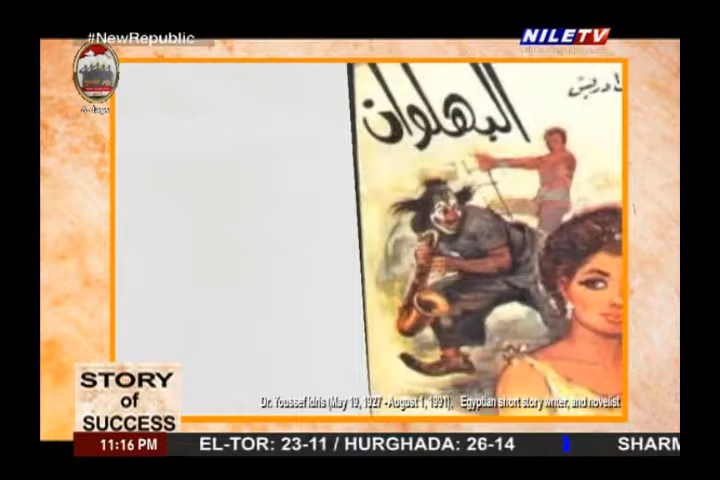 #NewRepublic
NILETV
البهلوان
إدريس
Dr. Youssef Idris (May 19, 1927 - August 1, 1991), Egyptian short story writer, and novelist
STORY
of
SUCCESS
11:16 PM
EL-TOR: 23-11 / HURGHADA: 26-14
SHARM